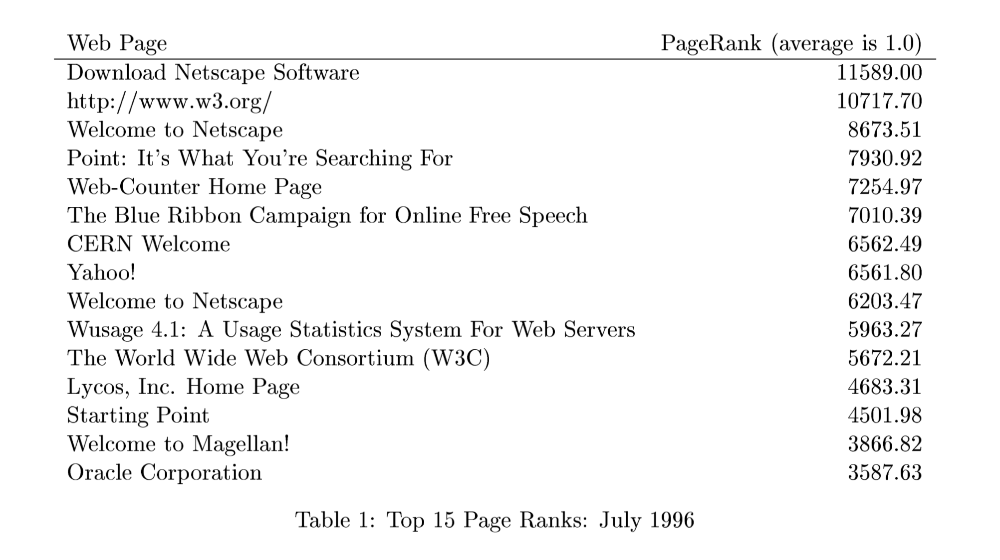 Web Page PageRank (average is 1.0)
Download Netscape Software 11589.00
http://www.w3.org/ 10717.70
Welcome to Netscape 8673.51
Point: It's What You're Searching For 7930.92
Web-Counter Home Page 7254.97
The Blue Ribbon Campaign for Online Free Speech 7010.39
CERN Welcome 6562.49
Yahoo! 6561.80
Welcome to Netscape 6203.47
Wusage 4.1: A Usage Statistics System For Web Servers 5963.27
The World Wide Web Consortium (W3C) 5672.21
Lycos, Inc. Home Page 4683.31
Starting Point 4501.98
Welcome to Magellan! 3866.82
Oracle Corporation 3587.63
Table 1: Top 15 Page Ranks: July 1996